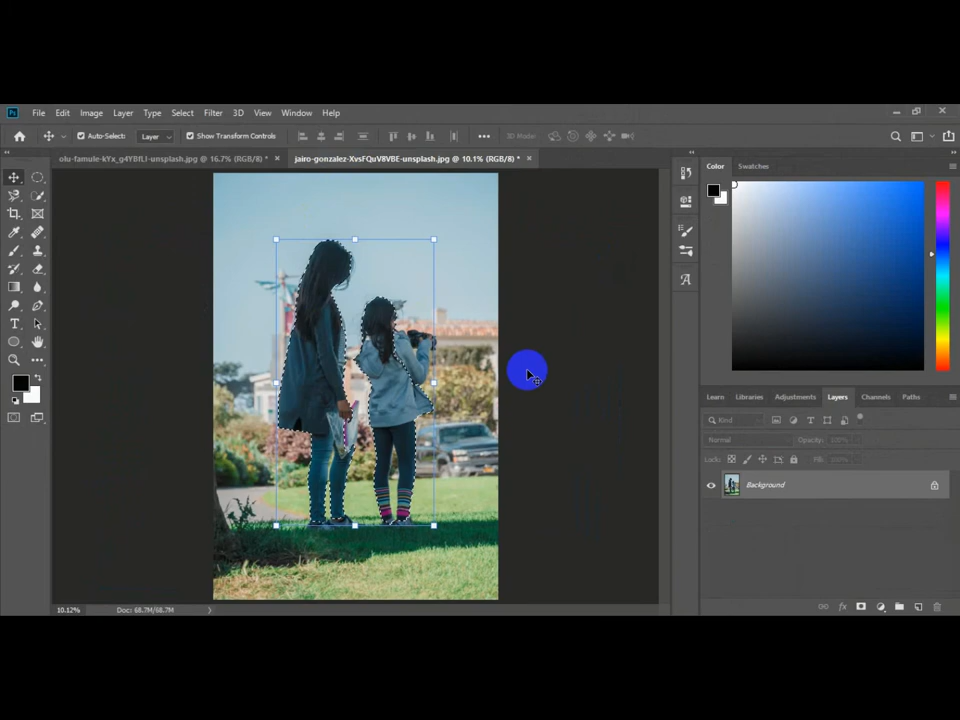 Ps File Edit Image Layer Type Select Filter 3D View Window Help
Auto-Select: Layer Show Transform Controls 3D Mode:
olu-famule-kYx_g4YBfLI-unsplash.jpg @ 16.7% (RGB/8) * jairo-gonzalez-XvsFQuV8VBE-unsplash.jpg @ 10.1% (RGB/8) *
Color Swatches
Learn Libraries Adjustments Layers Channels Paths
Kind
Normal Opacity: 100%
Lock: Fill: 100%
Background
10.12% Doc: 68.7M/68.7M